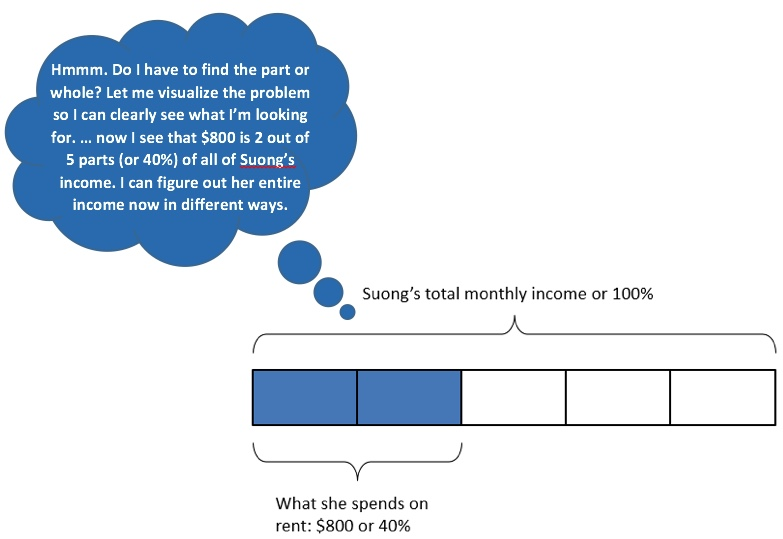 Hmmm. Do I have to find the part or
whole? Let me visualize the problem
so I can clearly see what I'm looking
for. ... now I see that $800 is 2 out of
5 parts (or 40%) of all of Suong's
income. I can figure out her entire
income now in different ways.
Suong's total monthly income or 100%
What she spends on
rent: $800 or 40%